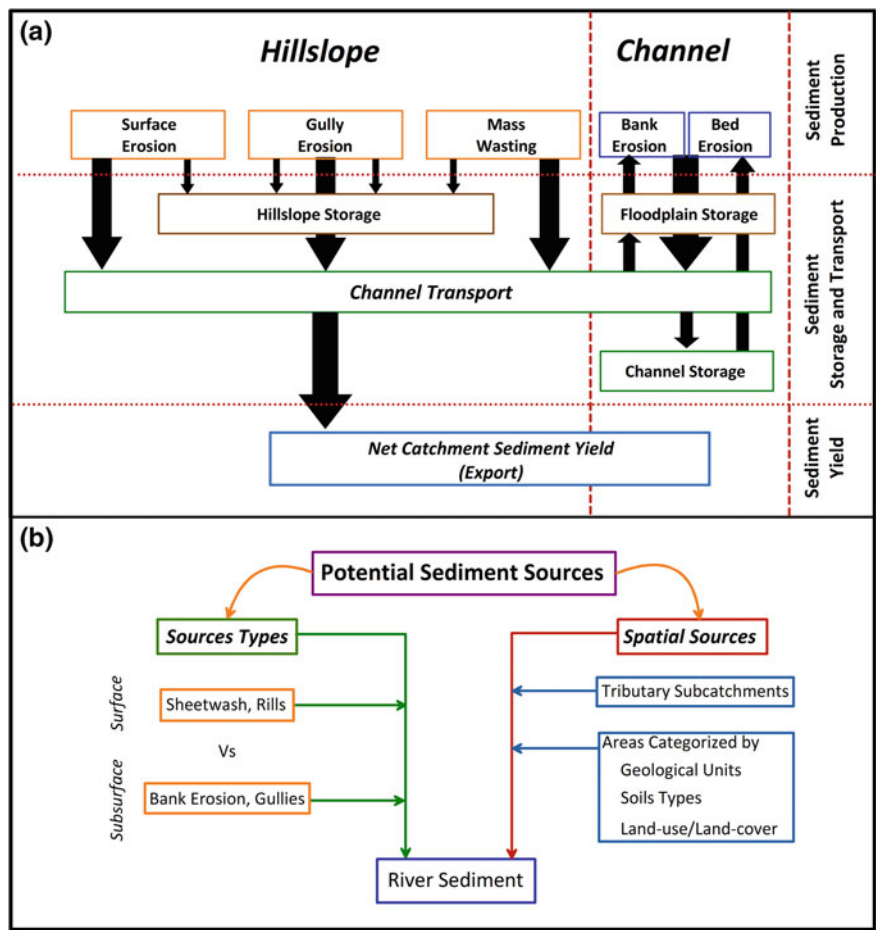 (a)
Hillslope
Channel
Sediment
Production
Surface
Erosion
Gully
Erosion
Mass
Wasting
Bank
Erosion
Bed
Erosion
Hillslope Storage
Floodplain Storage
Sediment
Storage and Transport
Channel Transport
Channel Storage
Net Catchment Sediment Yield
(Export)
Sediment
Yield
(b)
Potential Sediment Sources
Sources Types
Spatial Sources
Surface
Sheetwash, Rills
Tributary Subcatchments
Vs
Areas Categorized by
Geological Units
Soils Types
Land-use/Land-cover
Subsurface
Bank Erosion, Gullies
River Sediment